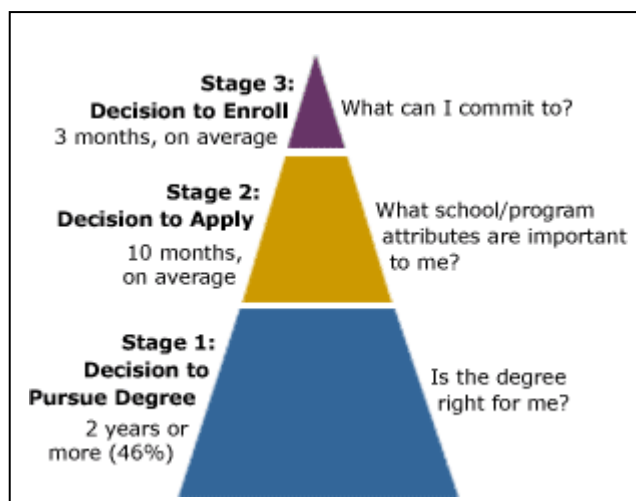 Stage 3:
Decision to Enroll
3 months, on average
What can I commit to?
Stage 2:
Decision to Apply
10 months,
on average
What school/program
attributes are important
to me?
Stage 1:
Decision to
Pursue Degree
2 years or
more (46%)
Is the degree
right for me?